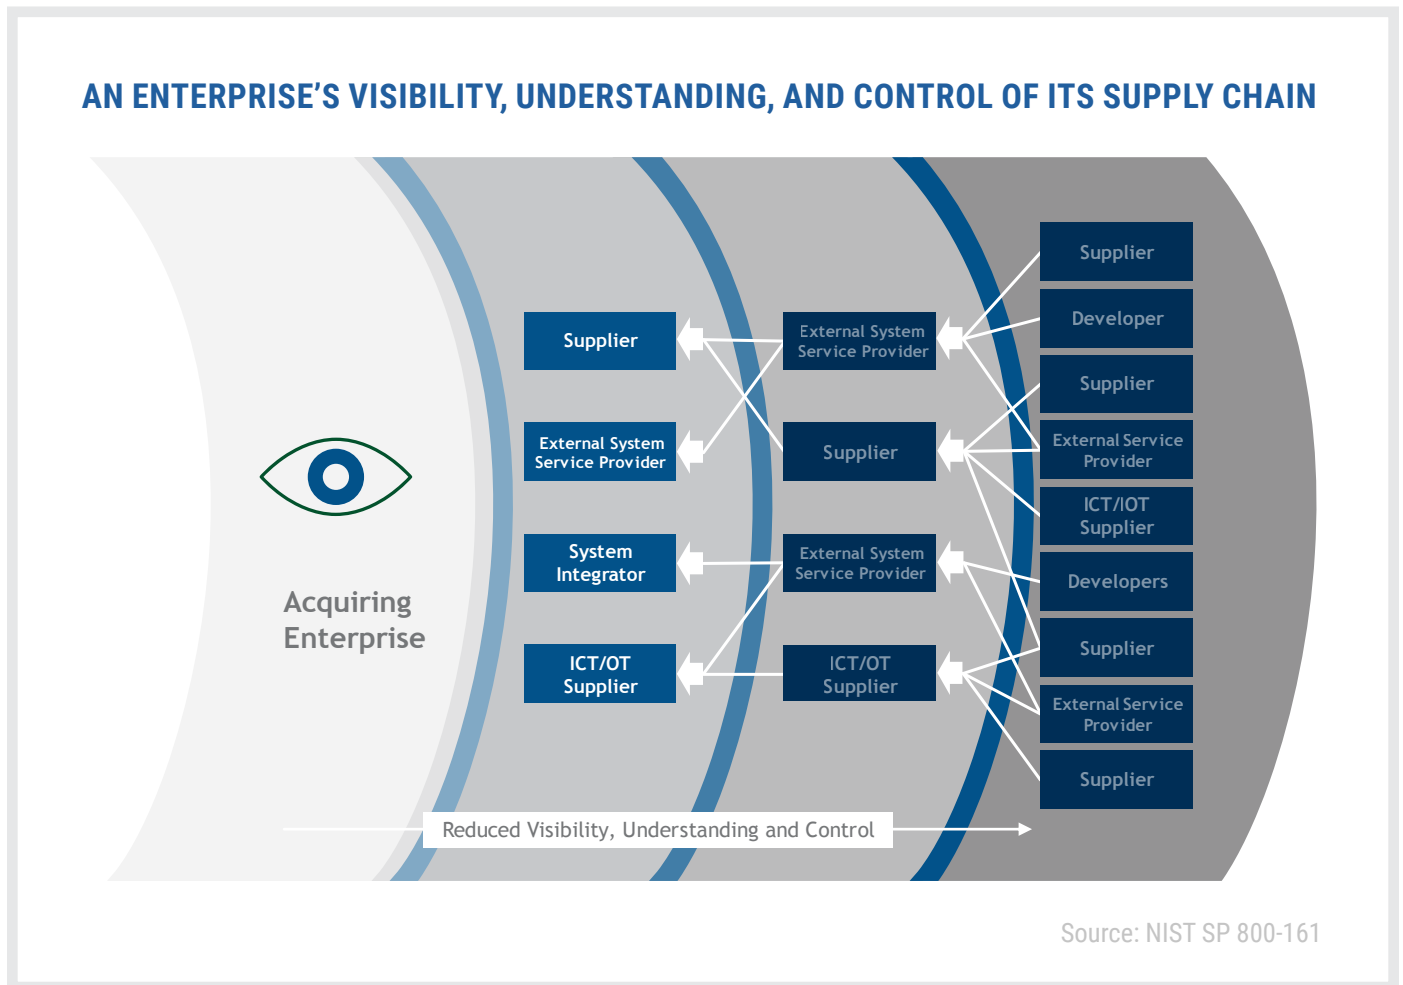 AN ENTERPRISE’S VISIBILITY, UNDERSTANDING, AND CONTROL OF ITS SUPPLY CHAIN
Acquiring
Enterprise
Supplier
External System
Service Provider
System
Integrator
ICT/OT
Supplier
External System
Service Provider
Supplier
External System
Service Provider
ICT/OT
Supplier
Supplier
Developer
Supplier
External Service
Provider
ICT/IOT
Supplier
Developers
Supplier
External Service
Provider
Supplier
Reduced Visibility, Understanding and Control
Source: NIST SP 800-161